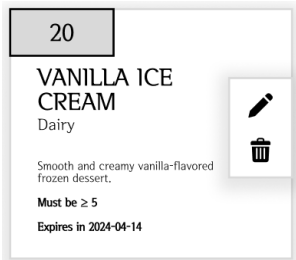 20
VANILLA ICE
CREAM
Dairy
Smooth and creamy vanilla-flavored
frozen dessert.
Must be ≥ 5
Expires in 2024-04-14